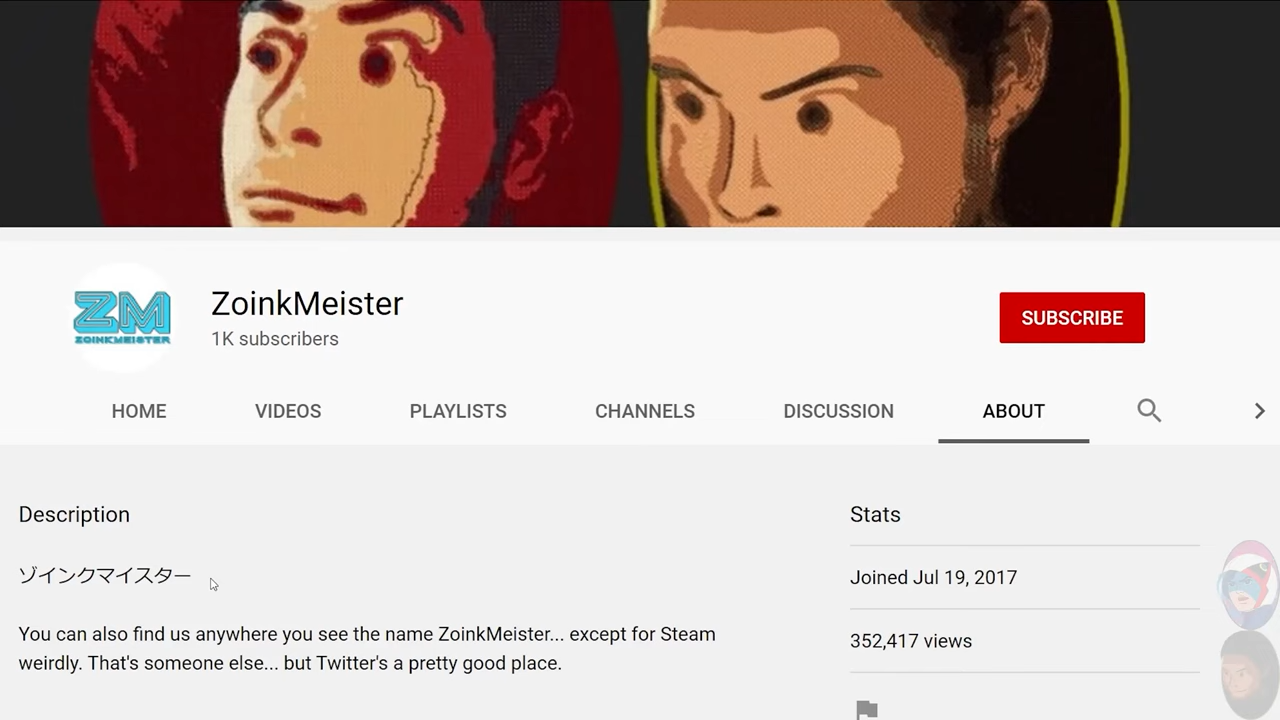 ZM
ZOINKMEISTER
ZoinkMeister
1K subscribers
SUBSCRIBE
HOME
VIDEOS
PLAYLISTS
CHANNELS
DISCUSSION
ABOUT
Description
ゾインクマイスター
You can also find us anywhere you see the name ZoinkMeister... except for Steam
weirdly. That's someone else... but Twitter's a pretty good place.
Stats
Joined Jul 19, 2017
352,417 views